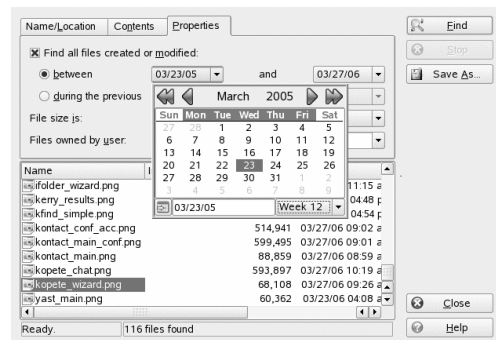 Name/Location Contents Properties
Find
Find all files created or modified:
Stop
between 03/23/05 and 03/27/06
Save As...
during the previous
March 2005
File size is:
Sun Mon Tue Wed Thu Fri Sat
27 28 1 2 3 4 5
Files owned by user:
6 7 8 9 10 11 12
13 14 15 16 17 18 19
Name
20 21 22 23 24 25 26
ifolder_wizard.png 27 28 29 30 31 1 2 11:15 a
kerry_results.png 3 4 5 6 7 8 9 04:48 p
kfind_simple.png 03/23/05 Week 12 04:54 p
kontact_conf_acc.png 514,941 03/27/06 09:02 a
kontact_main_conf.png 599,495 03/27/06 09:01 a
kontact_main.png 88,859 03/27/06 08:59 a
kopete_chat.png 593,897 03/27/06 10:19 a
kopete_wizard.png 68,108 03/27/06 09:26 a
yast_main.png 60,362 03/23/06 04:08 a
Close
Ready. 116 files found
Help